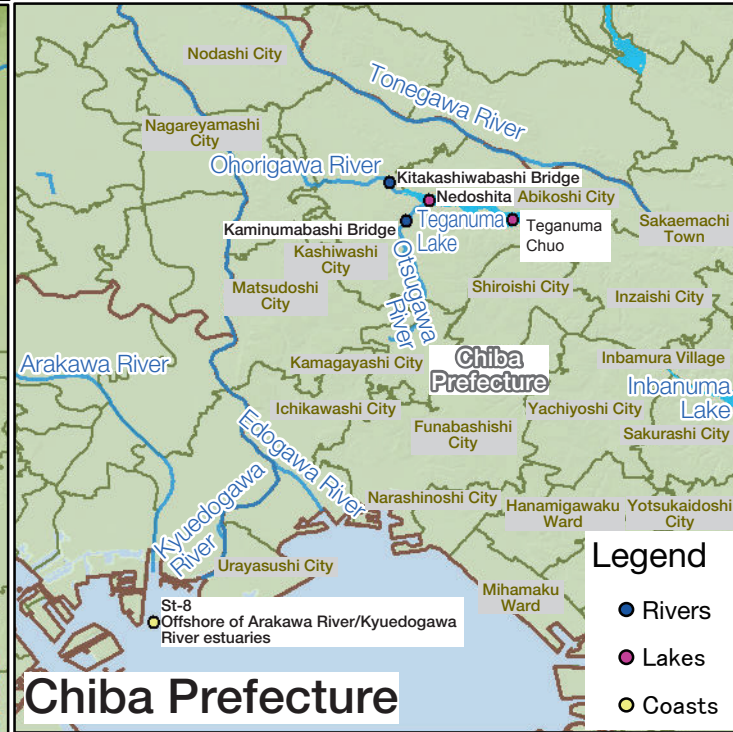 Nodashi City
Tonegawa River
Nagareyamashi
City
Ohorigawa River
Kitakashiwabashi Bridge
Nedoshita
Abikoshi City
Kaminumabashi Bridge
Teganuma
Lake
Teganuma
Chuo
Sakaemachi
Town
Kashiwashi
City
Otsugawa
River
Matsudoshi
City
Shiroishi City
Inzaishi City
Arakawa River
Kamagayashi City
Chiba
Prefecture
Inbamura Village
Inbanuma
Lake
Ichikawashi City
Yachiyoshi City
Funabashishi
City
Sakurashi City
Edogawa River
Kyuedogawa
River
Narashinoshi City
Hanamigawaku
Ward
Yotsukaidoshi
City
Urayasushi City
Mihamaku
Ward
St-8
Offshore of Arakawa River/Kyuedogawa
River estuaries
Legend
Rivers
Lakes
Coasts
Chiba Prefecture